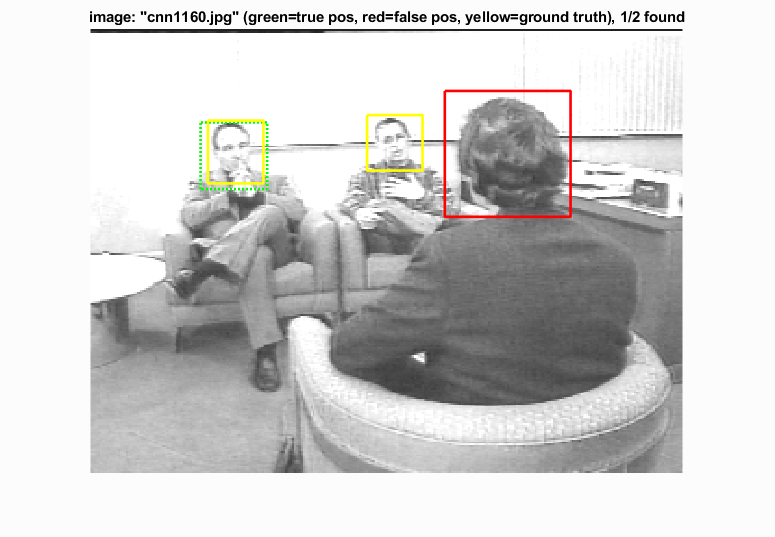 image: "cnn1160.jpg" (green=true pos, red=false pos, yellow=ground truth), 1/2 found